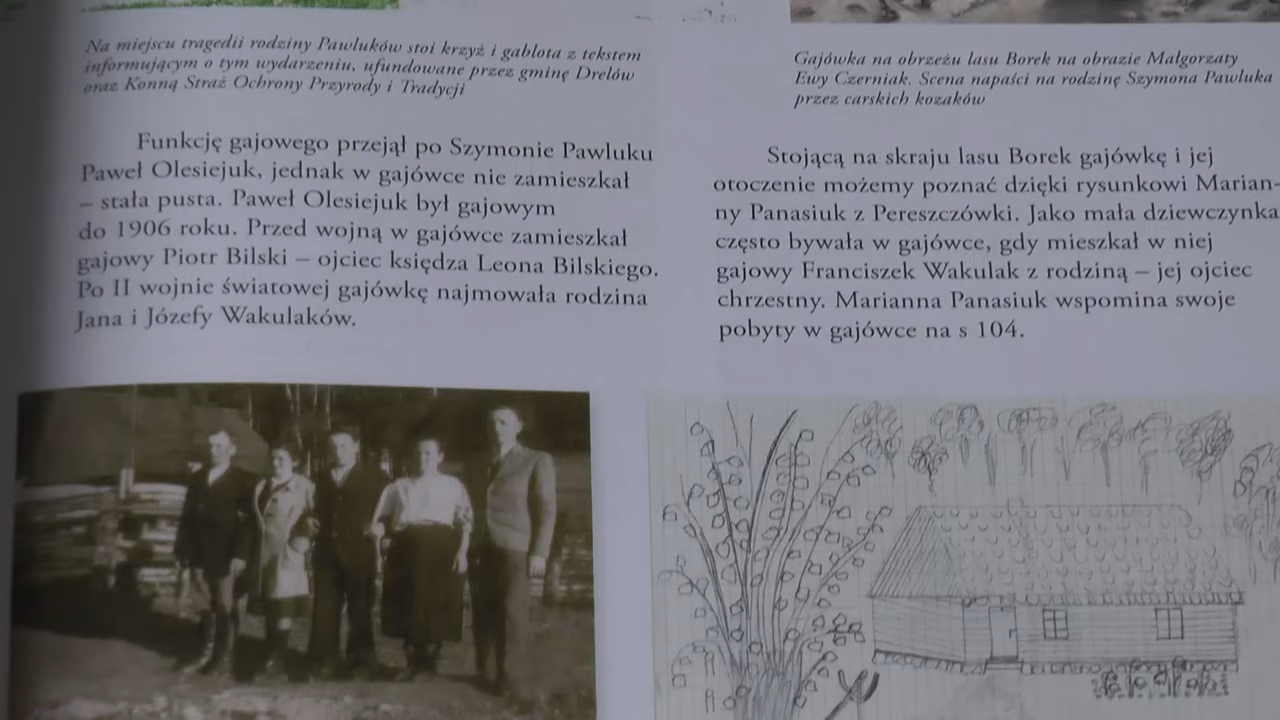 Na miejscu tragedii rodziny Pawluków stoi krzyż i gablota z tekstem
informującym o tym wydarzeniu, ufundowane przez gminę Drelów
oraz Konną Straż Ochrony Przyrody i Tradycji
Funkcję gajowego przejął po Szymonie Pawluku
Paweł Olesiejuk, jednak w gajówce nie zamieszkał
– stała pusta. Paweł Olesiejuk był gajowym
do 1906 roku. Przed wojną w gajówce zamieszkał
gajowy Piotr Bilski – ojciec księdza Leona Bilskiego.
Po II wojnie światowej gajówkę najmowała rodzina
Jana i Józefy Wakulaków.
Gajówka na obrzeżu lasu Borek na obrazie Małgorzaty
Ewy Czerniak. Scena napaści na rodzinę Szymona Pawluka
przez carskich kozaków
Stojącą na skraju lasu Borek gajówkę i jej
otoczenie możemy poznać dzięki rysunkowi Marian-
ny Panasiuk z Pereszczówki. Jako mała dziewczynka
często bywała w gajówce, gdy mieszkał w niej
gajowy Franciszek Wakulak z rodziną – jej ojciec
chrzestny. Marianna Panasiuk wspomina swoje
pobyty w gajówce na s 104.